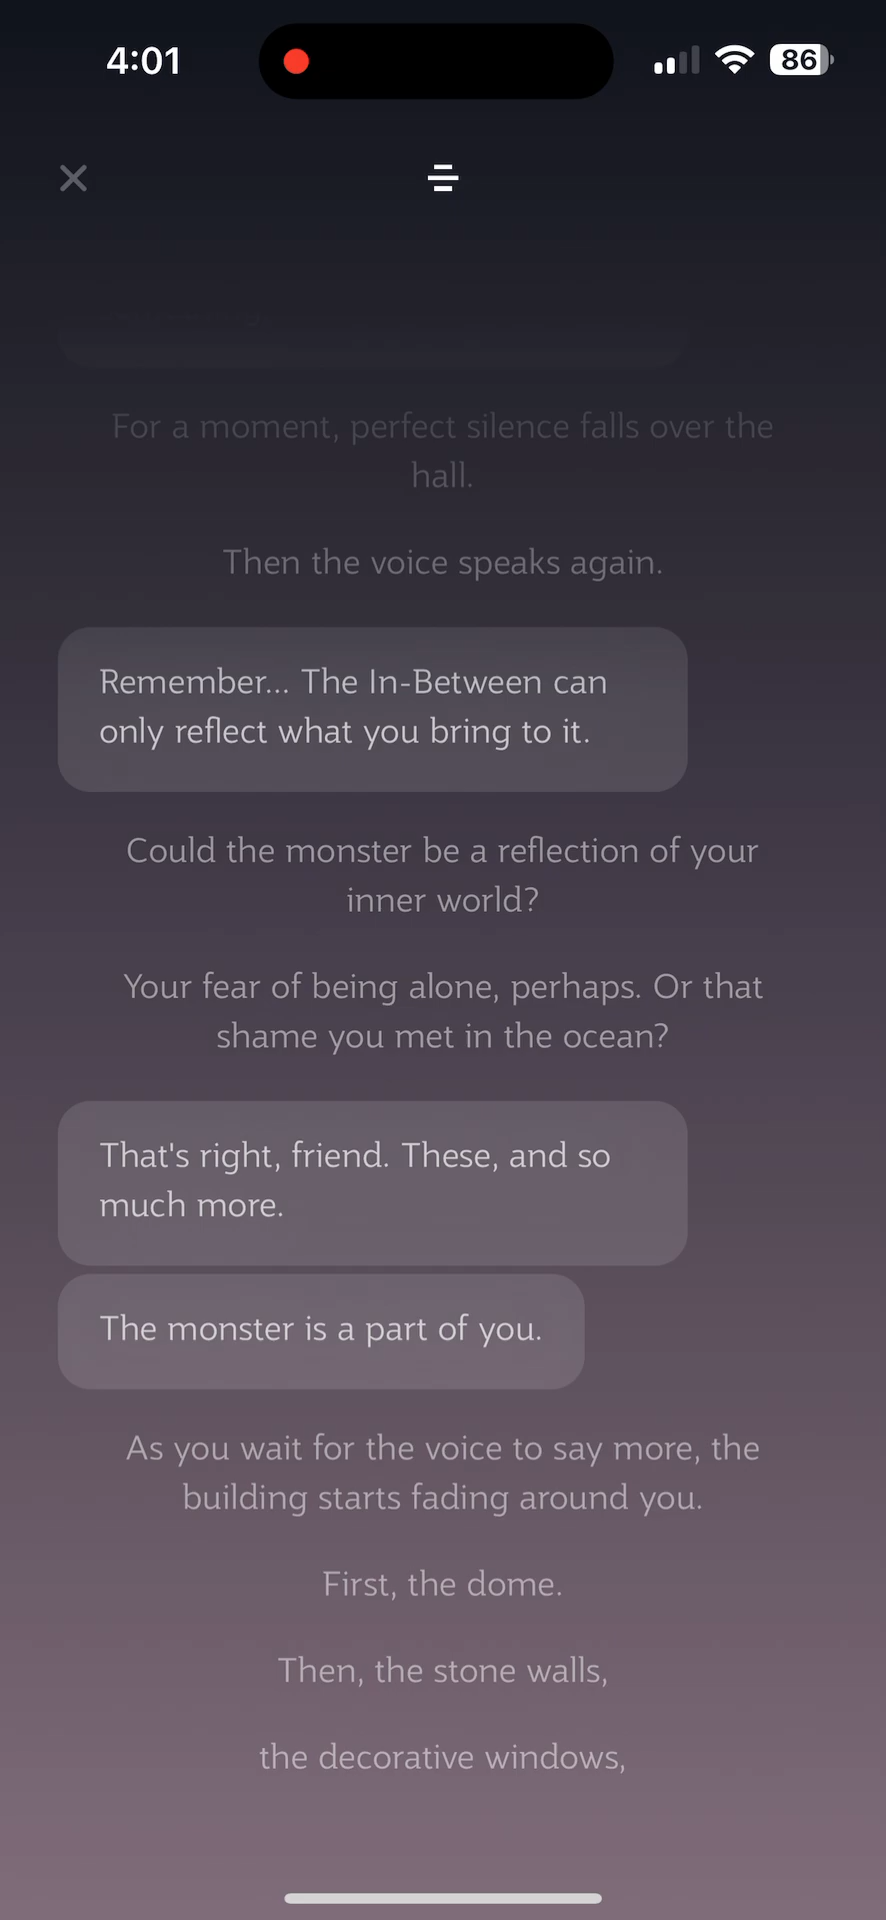 4:01
86
For a moment, perfect silence falls over the
hall.
Then the voice speaks again.
Remember... The In-Between can
only reflect what you bring to it.
Could the monster be a reflection of your
inner world?
Your fear of being alone, perhaps. Or that
shame you met in the ocean?
That's right, friend. These, and so
much more.
The monster is a part of you.
As you wait for the voice to say more, the
building starts fading around you.
First, the dome.
Then, the stone walls,
the decorative windows,